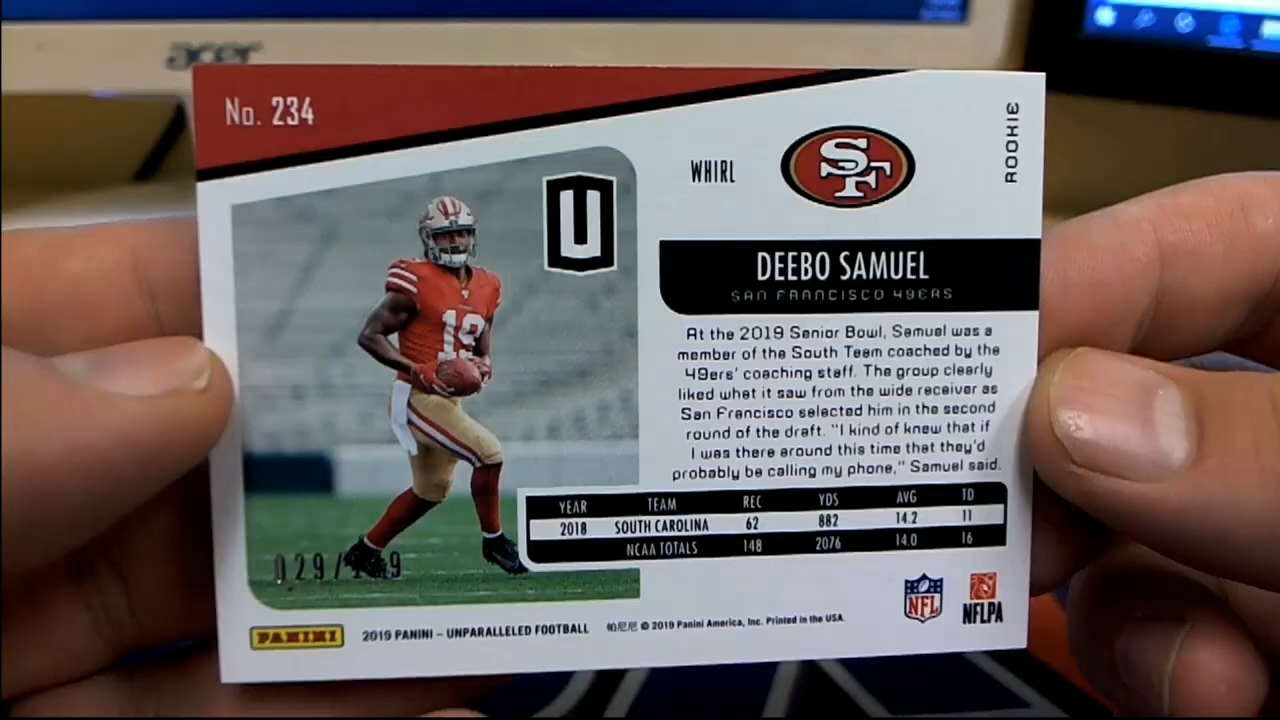 acer
No. 234
ROOKIE
WHIRL
SF
U
DEEBO SAMUEL
SAN FRANCISCO 49ERS
At the 2019 Senior Bowl, Samuel was a
member of the South Team coached by the
49ers' coaching staff. The group clearly
liked what it saw from the wide receiver as
San Francisco selected him in the second
round of the draft. "I kind of knew that if
I was there around this time that they'd
probably be calling my phone," Samuel said.
19
YEAR TEAM REC YDS AVG TD
2018 SOUTH CAROLINA 62 882 14.2 11
NCAA TOTALS 148 2076 14.0 16
NFL
NFLPA
PANINI
2019 PANINI – UNPARALLELED FOOTBALL 帕尼尼 © 2019 Panini America, Inc. Printed in the USA.